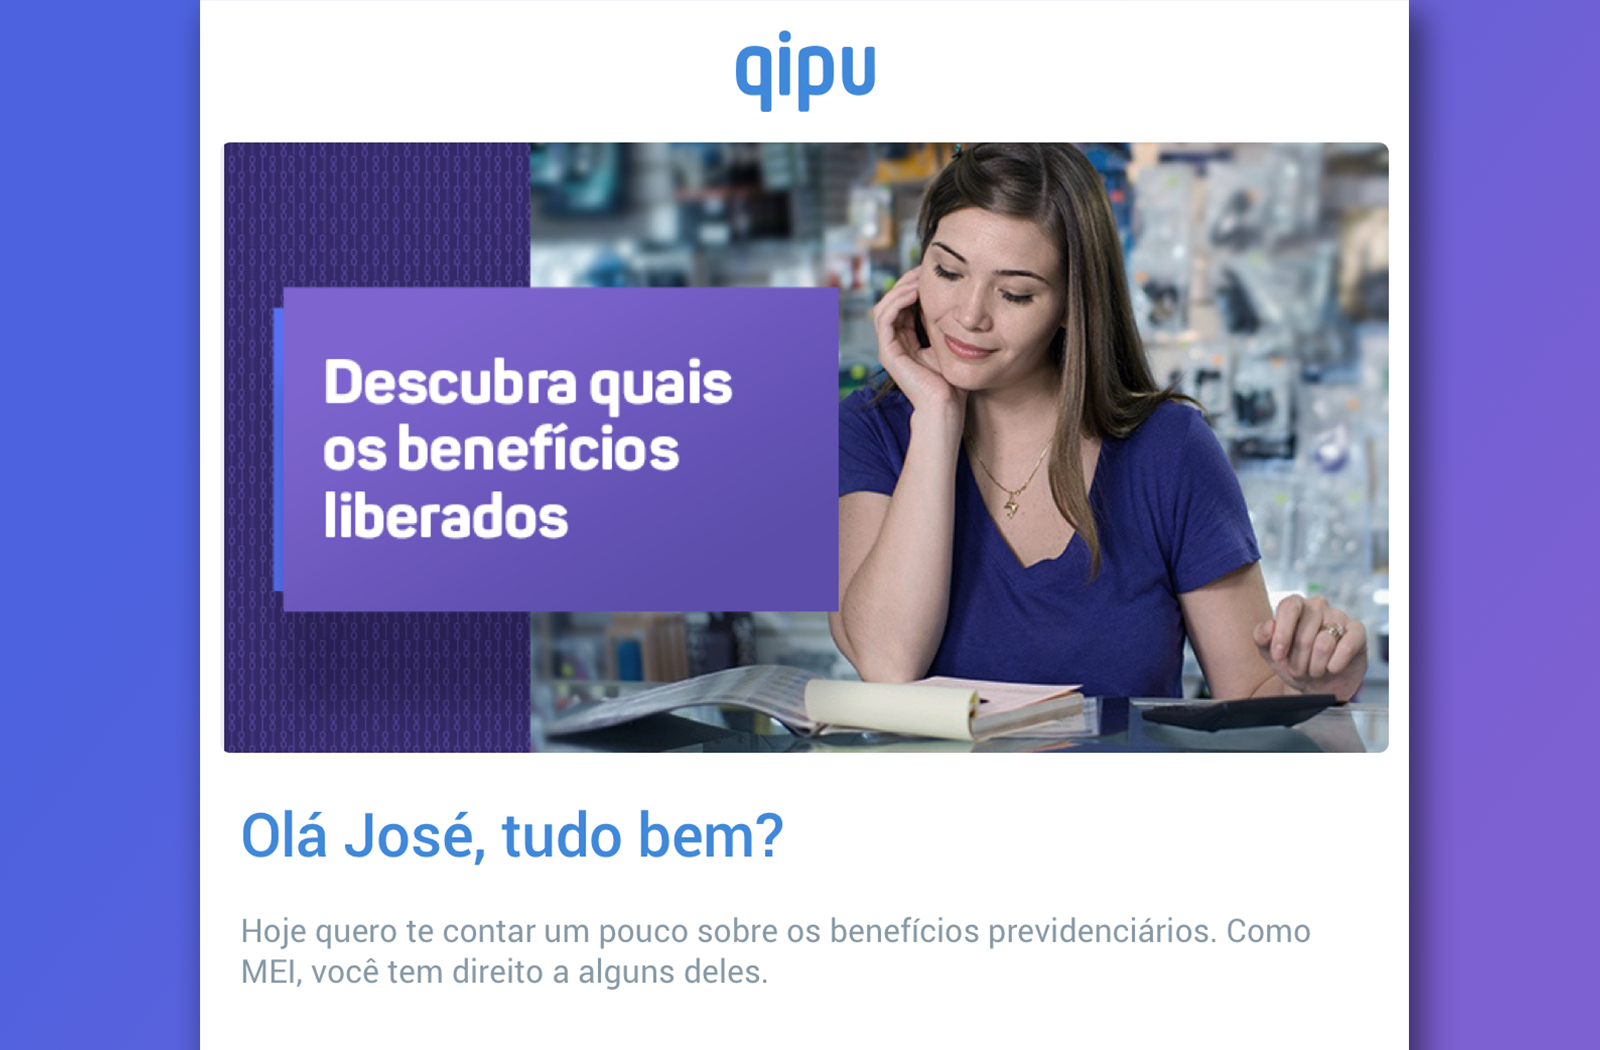 qipu
Descubra quais
os benefícios
liberados
Olá José, tudo bem?
Hoje quero te contar um pouco sobre os benefícios previdenciários. Como
MEI, você tem direito a alguns deles.